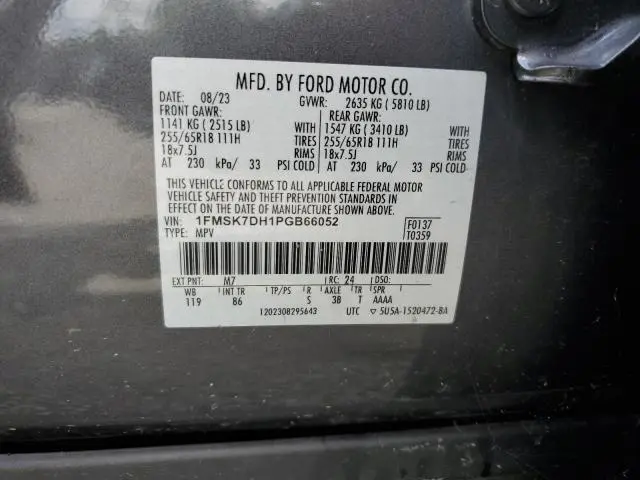 MFD. BY FORD MOTOR CO.
DATE: 08/23 GVWR: 2635 KG ( 5810 LB)
FRONT GAWR: REAR GAWR:
1141 KG ( 2515 LB) WITH 1547 KG ( 3410 LB) WITH
255/65R18 111H TIRES 255/65R18 111H TIRES
18x7.5J RIMS 18x7.5J RIMS
AT 230 kPa/ 33 PSI COLD AT 230 kPa/ 33 PSI COLD
THIS VEHICLE CONFORMS TO ALL APPLICABLE FEDERAL MOTOR
VEHICLE SAFETY AND THEFT PREVENTION STANDARDS IN
EFFECT ON THE DATE OF MANUFACTURE SHOWN ABOVE.
VIN: 1FMSK7DH1PGB66052 F0137
TYPE: MPV T0359
EXT PNT: M7 RC: 24 DSO:
WB INT TR TP/PS R AXLE TR SPR
119 86 S 3B T AAAA
1202308295643 UTC ▽ 5U5A-1520472-BA